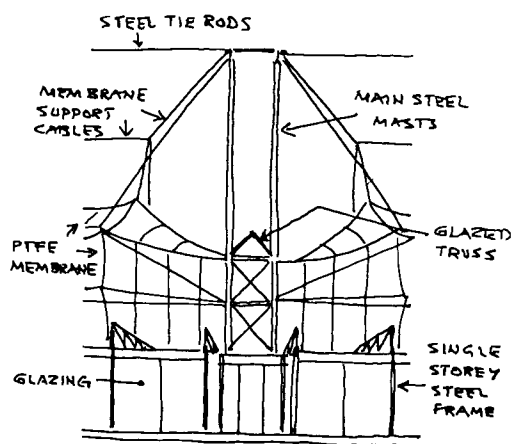 STEEL TIE RODS
MEMBRANE
SUPPORT
CABLES
MAIN STEEL
MASTS
PTFE
MEMBRANE
GLAZED
TRUSS
GLAZING
SINGLE
STOREY
STEEL
FRAME